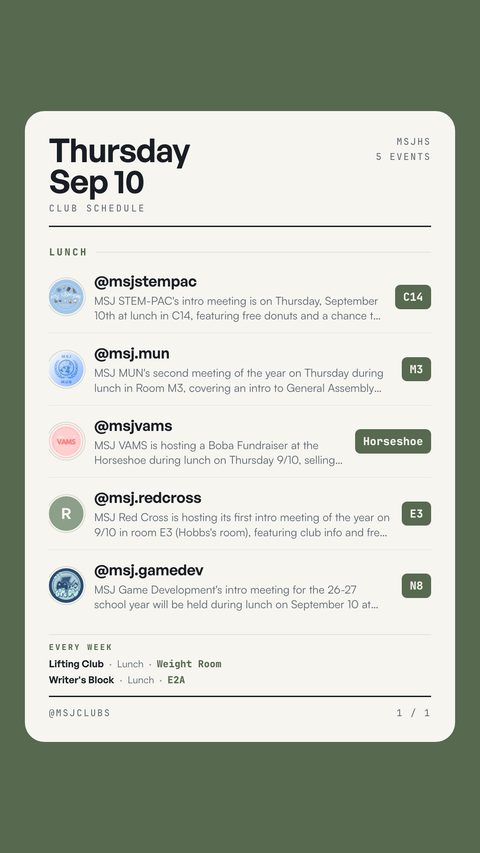 Thursday
Sep 10
CLUB SCHEDULE
MSJHS
5 EVENTS
LUNCH
@msjstempac
MSJ STEM-PAC's intro meeting is on Thursday, September
10th at lunch in C14, featuring free donuts and a chance t...
C14
MSJ
MUN
@msj.mun
MSJ MUN's second meeting of the year on Thursday during
lunch in Room M3, covering an intro to General Assembly...
M3
VAMS
@msjvams
MSJ VAMS is hosting a Boba Fundraiser at the
Horseshoe during lunch on Thursday 9/10, selling...
Horseshoe
R
@msj.redcross
MSJ Red Cross is hosting its first intro meeting of the year on
9/10 in room E3 (Hobbs's room), featuring club info and fre...
E3
@msj.gamedev
MSJ Game Development's intro meeting for the 26-27
school year will be held during lunch on September 10 at...
N8
EVERY WEEK
Lifting Club · Lunch · Weight Room
Writer's Block · Lunch · E2A
@MSJCLUBS
1 / 1